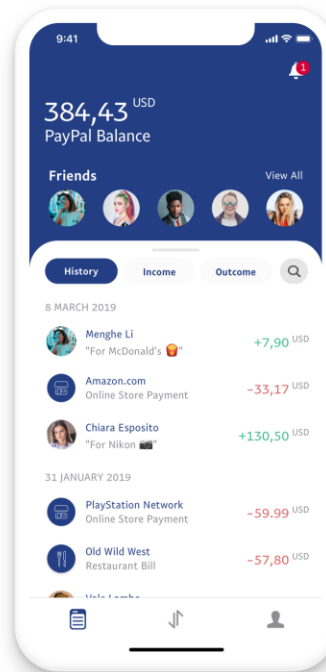 9:41
1
384,43 USD
PayPal Balance
Friends
View All
History
Income
Outcome
8 MARCH 2019
Menghe Li
"For McDonald's 🍟"
+7,90 USD
Amazon.com
Online Store Payment
-33,17 USD
Chiara Esposito
"For Nikon 📷"
+130,50 USD
31 JANUARY 2019
PlayStation Network
Online Store Payment
-59.99 USD
Old Wild West
Restaurant Bill
-57,80 USD